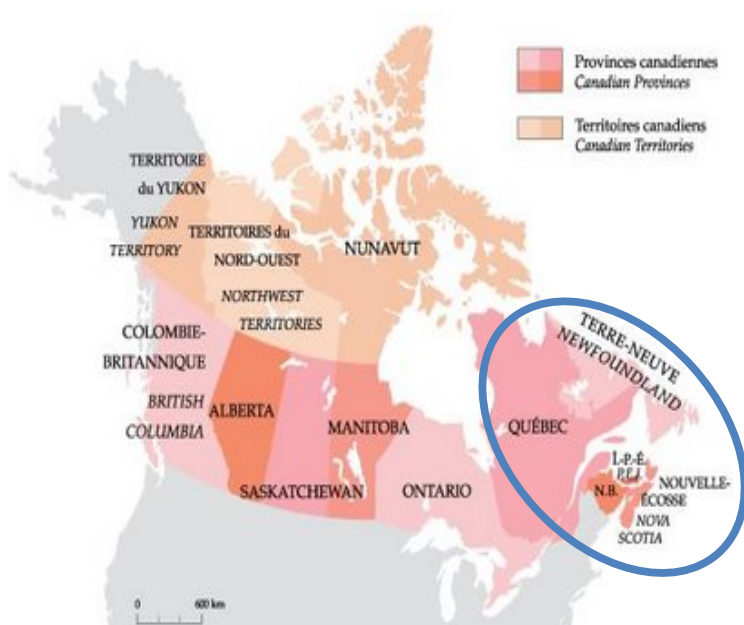 Provinces canadiennes
Canadian Provinces
Territoires canadiens
Canadian Territories
TERRITOIRE
du YUKON
YUKON
TERRITORY
TERRITOIRES du
NORD-OUEST
NORTHWEST
TERRITORIES
NUNAVUT
COLOMBIE-
BRITANNIQUE
BRITISH
COLUMBIA
ALBERTA
SASKATCHEWAN
MANITOBA
ONTARIO
QUÉBEC
TERRE-NEUVE
NEWFOUNDLAND
Î.-P.-É.
P.E.I.
N.B.
NOUVELLE-
ÉCOSSE
NOVA
SCOTIA
0 600 km